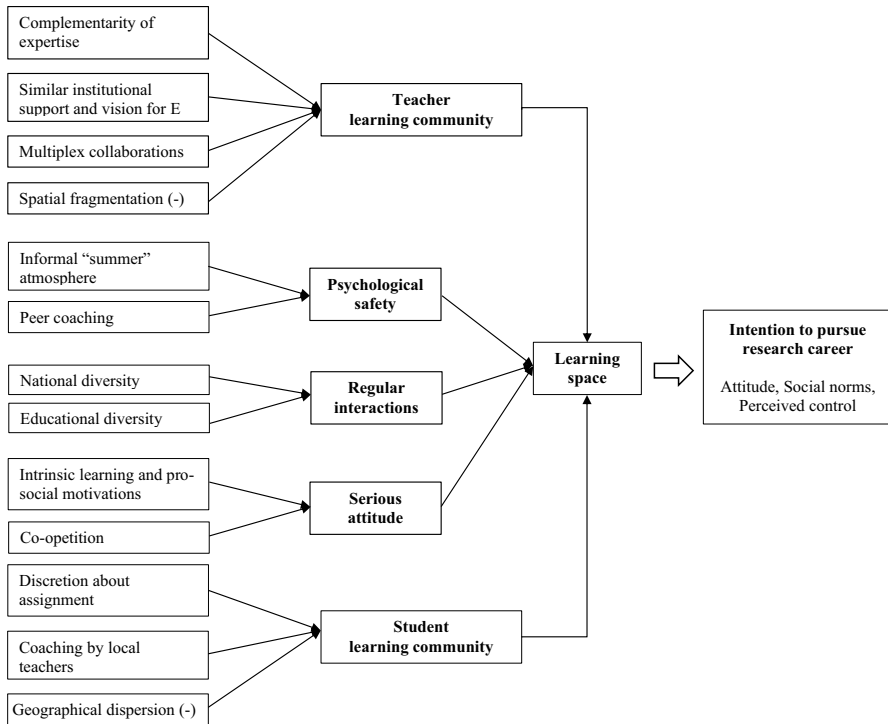 Complementarity of
expertise
Similar institutional
support and vision for E
Multiplex collaborations
Spatial fragmentation (-)
Teacher
learning community
Informal “summer”
atmosphere
Peer coaching
Psychological
safety
National diversity
Educational diversity
Regular
interactions
Intrinsic learning and pro-
social motivations
Co-opetition
Serious
attitude
Discretion about
assignment
Coaching by local
teachers
Geographical dispersion (-)
Student
learning community
Learning
space
Intention to pursue
research career
Attitude, Social norms,
Perceived control